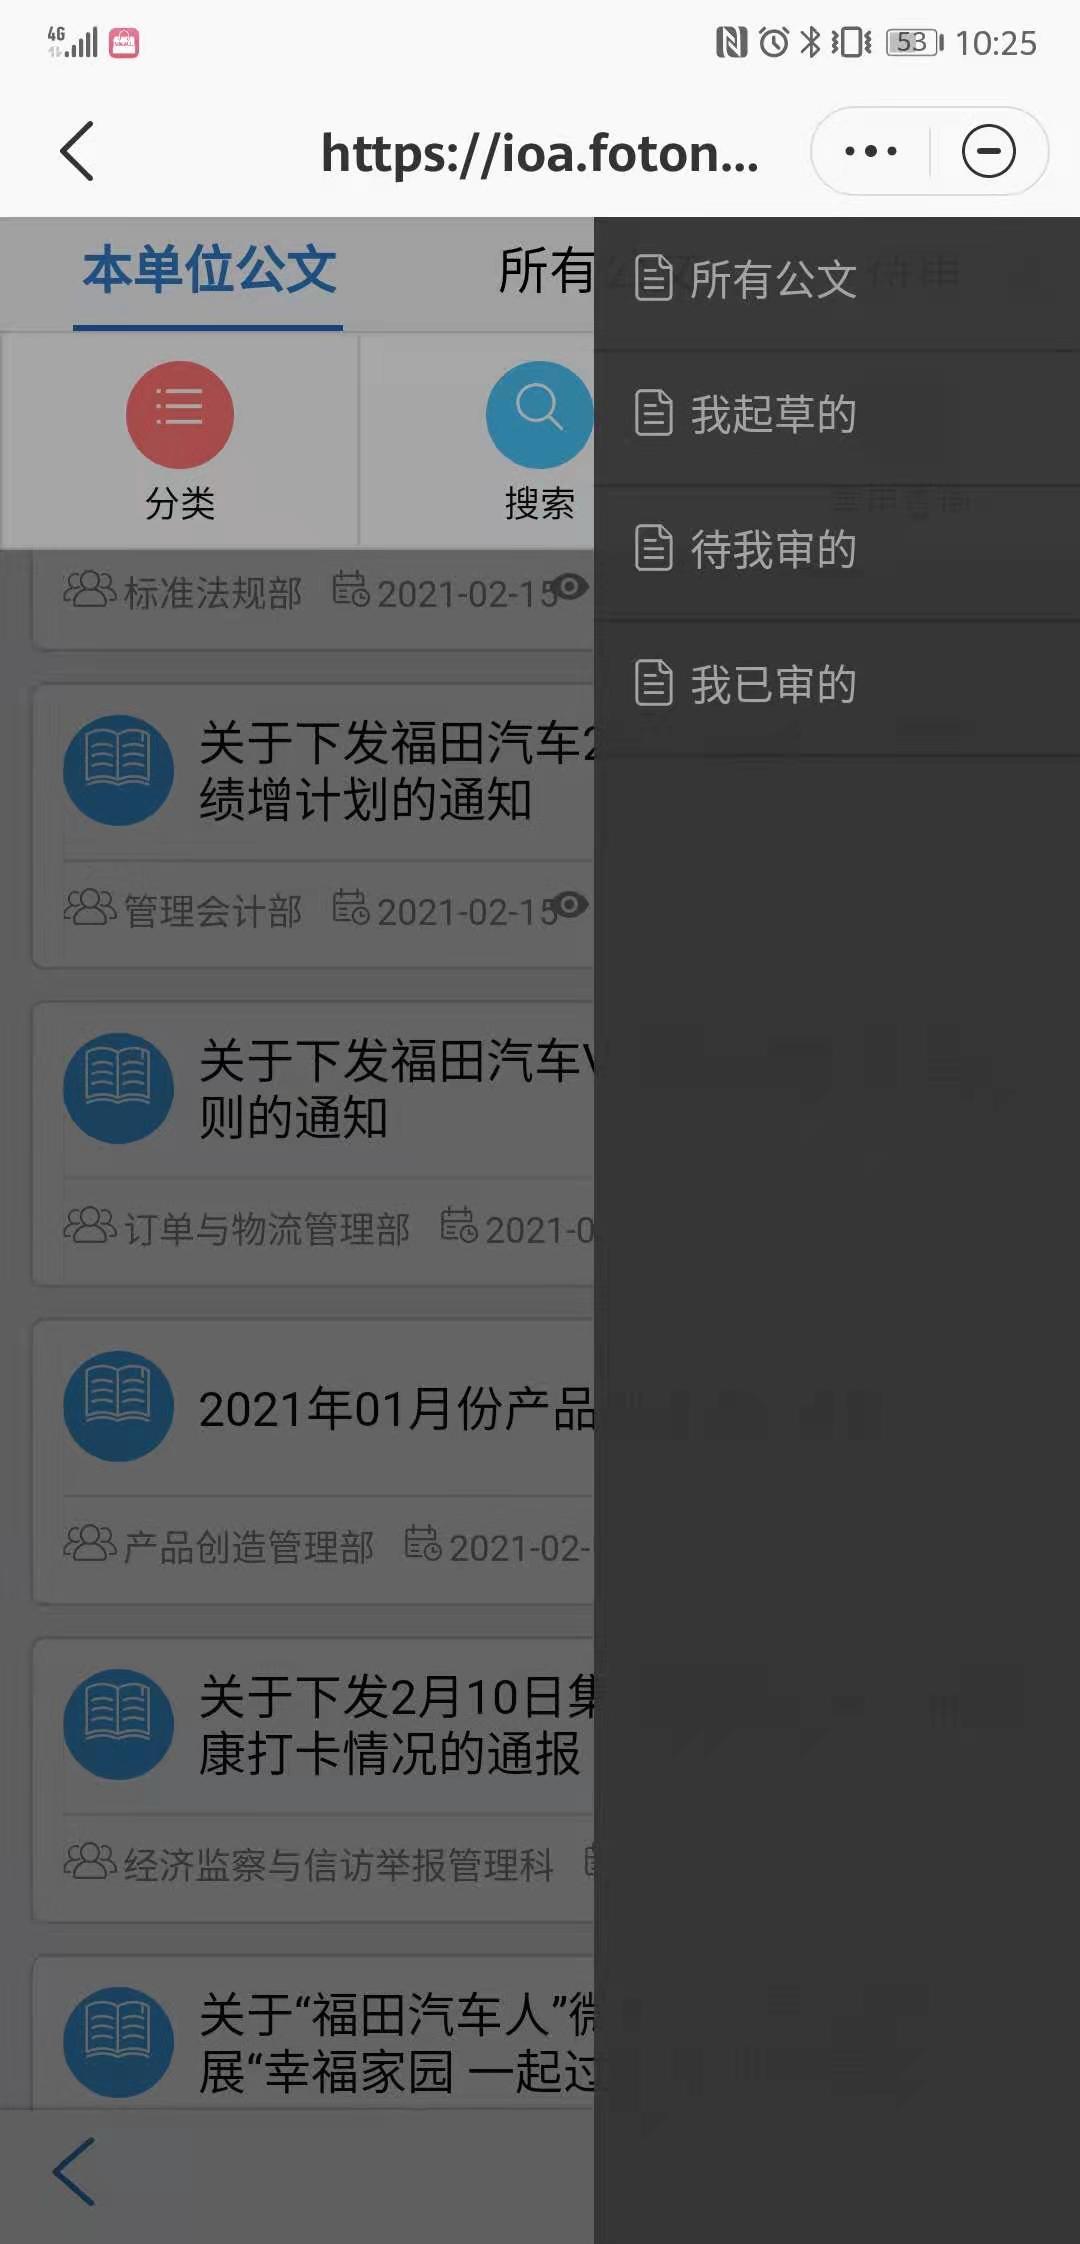 4G 53 10:25
https://ioa.foton...
本单位公文
所有
分类
搜索
标准法规部 2021-02-15
关于下发福田汽车2
绩增计划的通知
管理会计部 2021-02-15
关于下发福田汽车V
则的通知
订单与物流管理部 2021-0
2021年01月份产品
产品创造管理部 2021-02-
关于下发2月10日集
康打卡情况的通报
经济监察与信访举报管理科
关于“福田汽车人”微
展“幸福家园 一起过
所有公文
我起草的
待我审的
我已审的